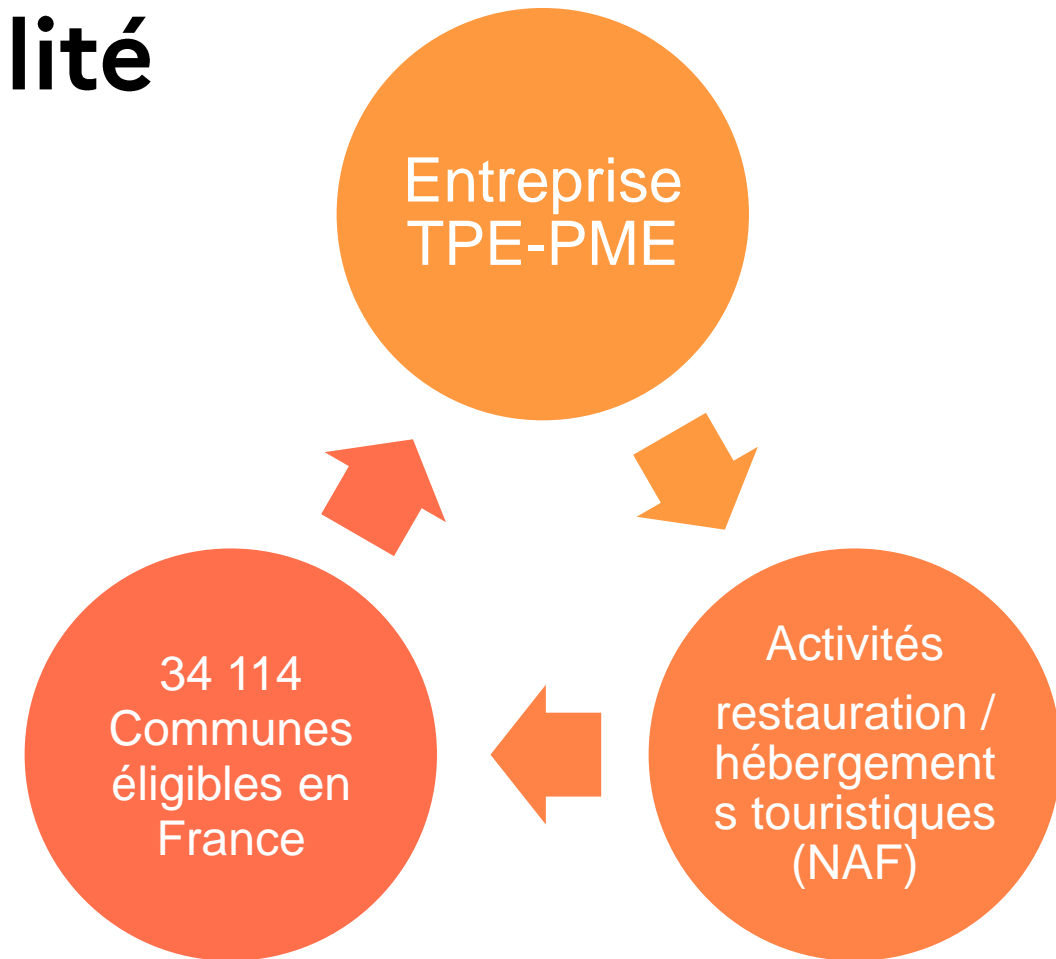 lité
Entreprise
TPE-PME
Activités
restauration /
hébergement
s touristiques
(NAF)
34 114
Communes
éligibles en
France